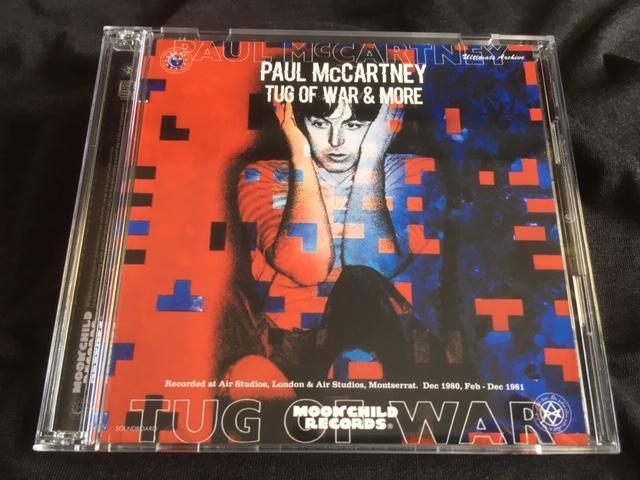 PAUL McCARTNEY
Ultimate Archive
PAUL McCARTNEY
TUG OF WAR & MORE
Recorded at Air Studios, London & Air Studios, Montserrat. Dec 1980, Feb - Dec 1981
MOONCHILD
RECORDS
TUG OF WAR
SOUNDBOARD
MOONCHILD
RECORDS